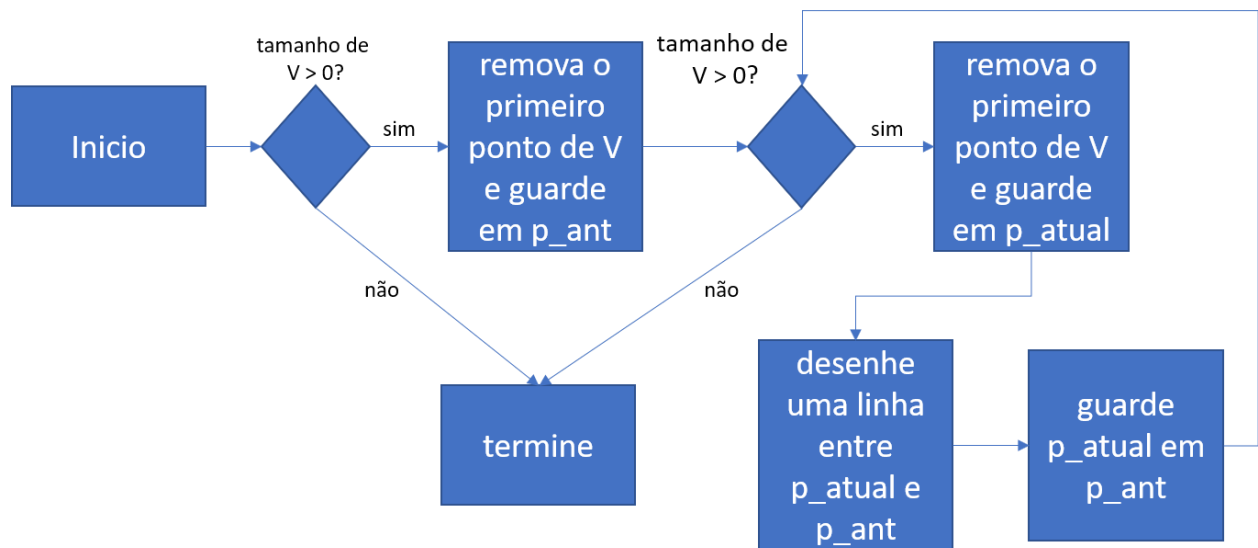 Inicio
tamanho de
V > 0?
sim
remova o
primeiro
ponto de V
e guarde
em p_ant
tamanho de
V > 0?
sim
remova o
primeiro
ponto de V
e guarde
em p_atual
não
não
termine
desenhe
uma linha
entre
p_atual e
p_ant
guarde
p_atual em
p_ant